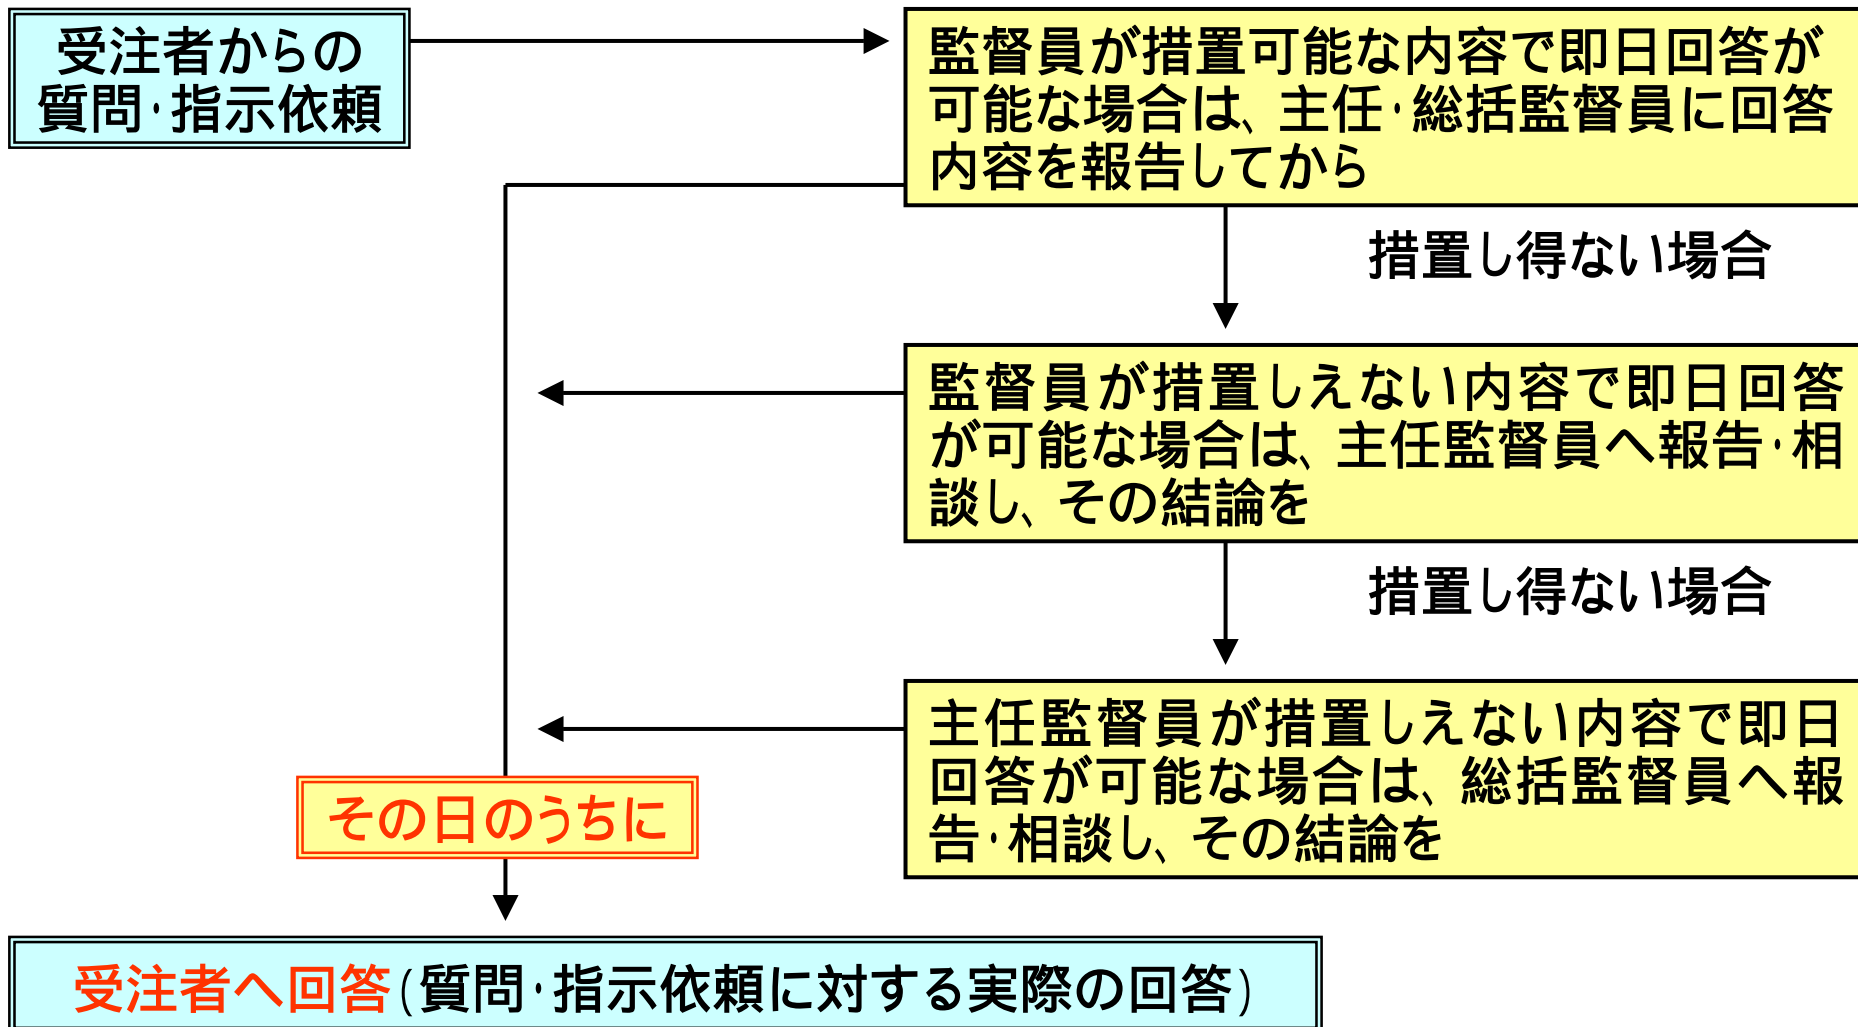 受注者からの
質問・指示依頼
監督員が措置可能な内容で即日回答が
可能な場合は、主任・総括監督員に回答
内容を報告してから
措置し得ない場合
監督員が措置しえない内容で即日回答
が可能な場合は、主任監督員へ報告・相
談し、その結論を
措置し得ない場合
主任監督員が措置しえない内容で即日
回答が可能な場合は、総括監督員へ報
告・相談し、その結論を
その日のうちに
受注者へ回答(質問・指示依頼に対する実際の回答)